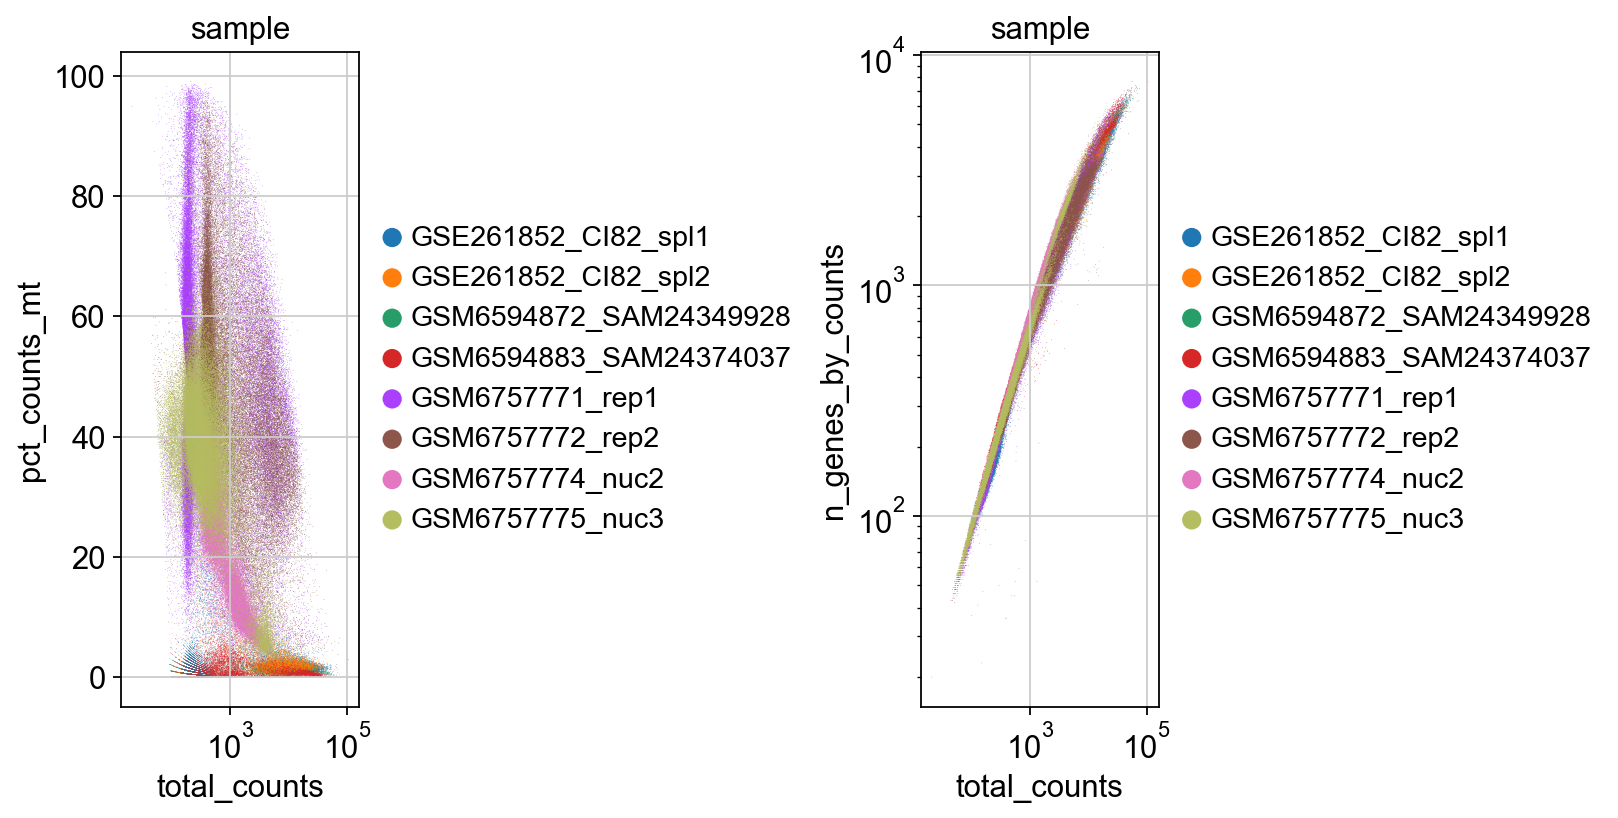 sample
pct_counts_mt
100
80
60
40
20
0
10^3
10^5
total_counts
GSE261852_CI82_spl1
GSE261852_CI82_spl2
GSM6594872_SAM24349928
GSM6594883_SAM24374037
GSM6757771_rep1
GSM6757772_rep2
GSM6757774_nuc2
GSM6757775_nuc3
sample
n_genes_by_counts
10^4
10^3
10^2
10^3
10^5
total_counts
GSE261852_CI82_spl1
GSE261852_CI82_spl2
GSM6594872_SAM24349928
GSM6594883_SAM24374037
GSM6757771_rep1
GSM6757772_rep2
GSM6757774_nuc2
GSM6757775_nuc3